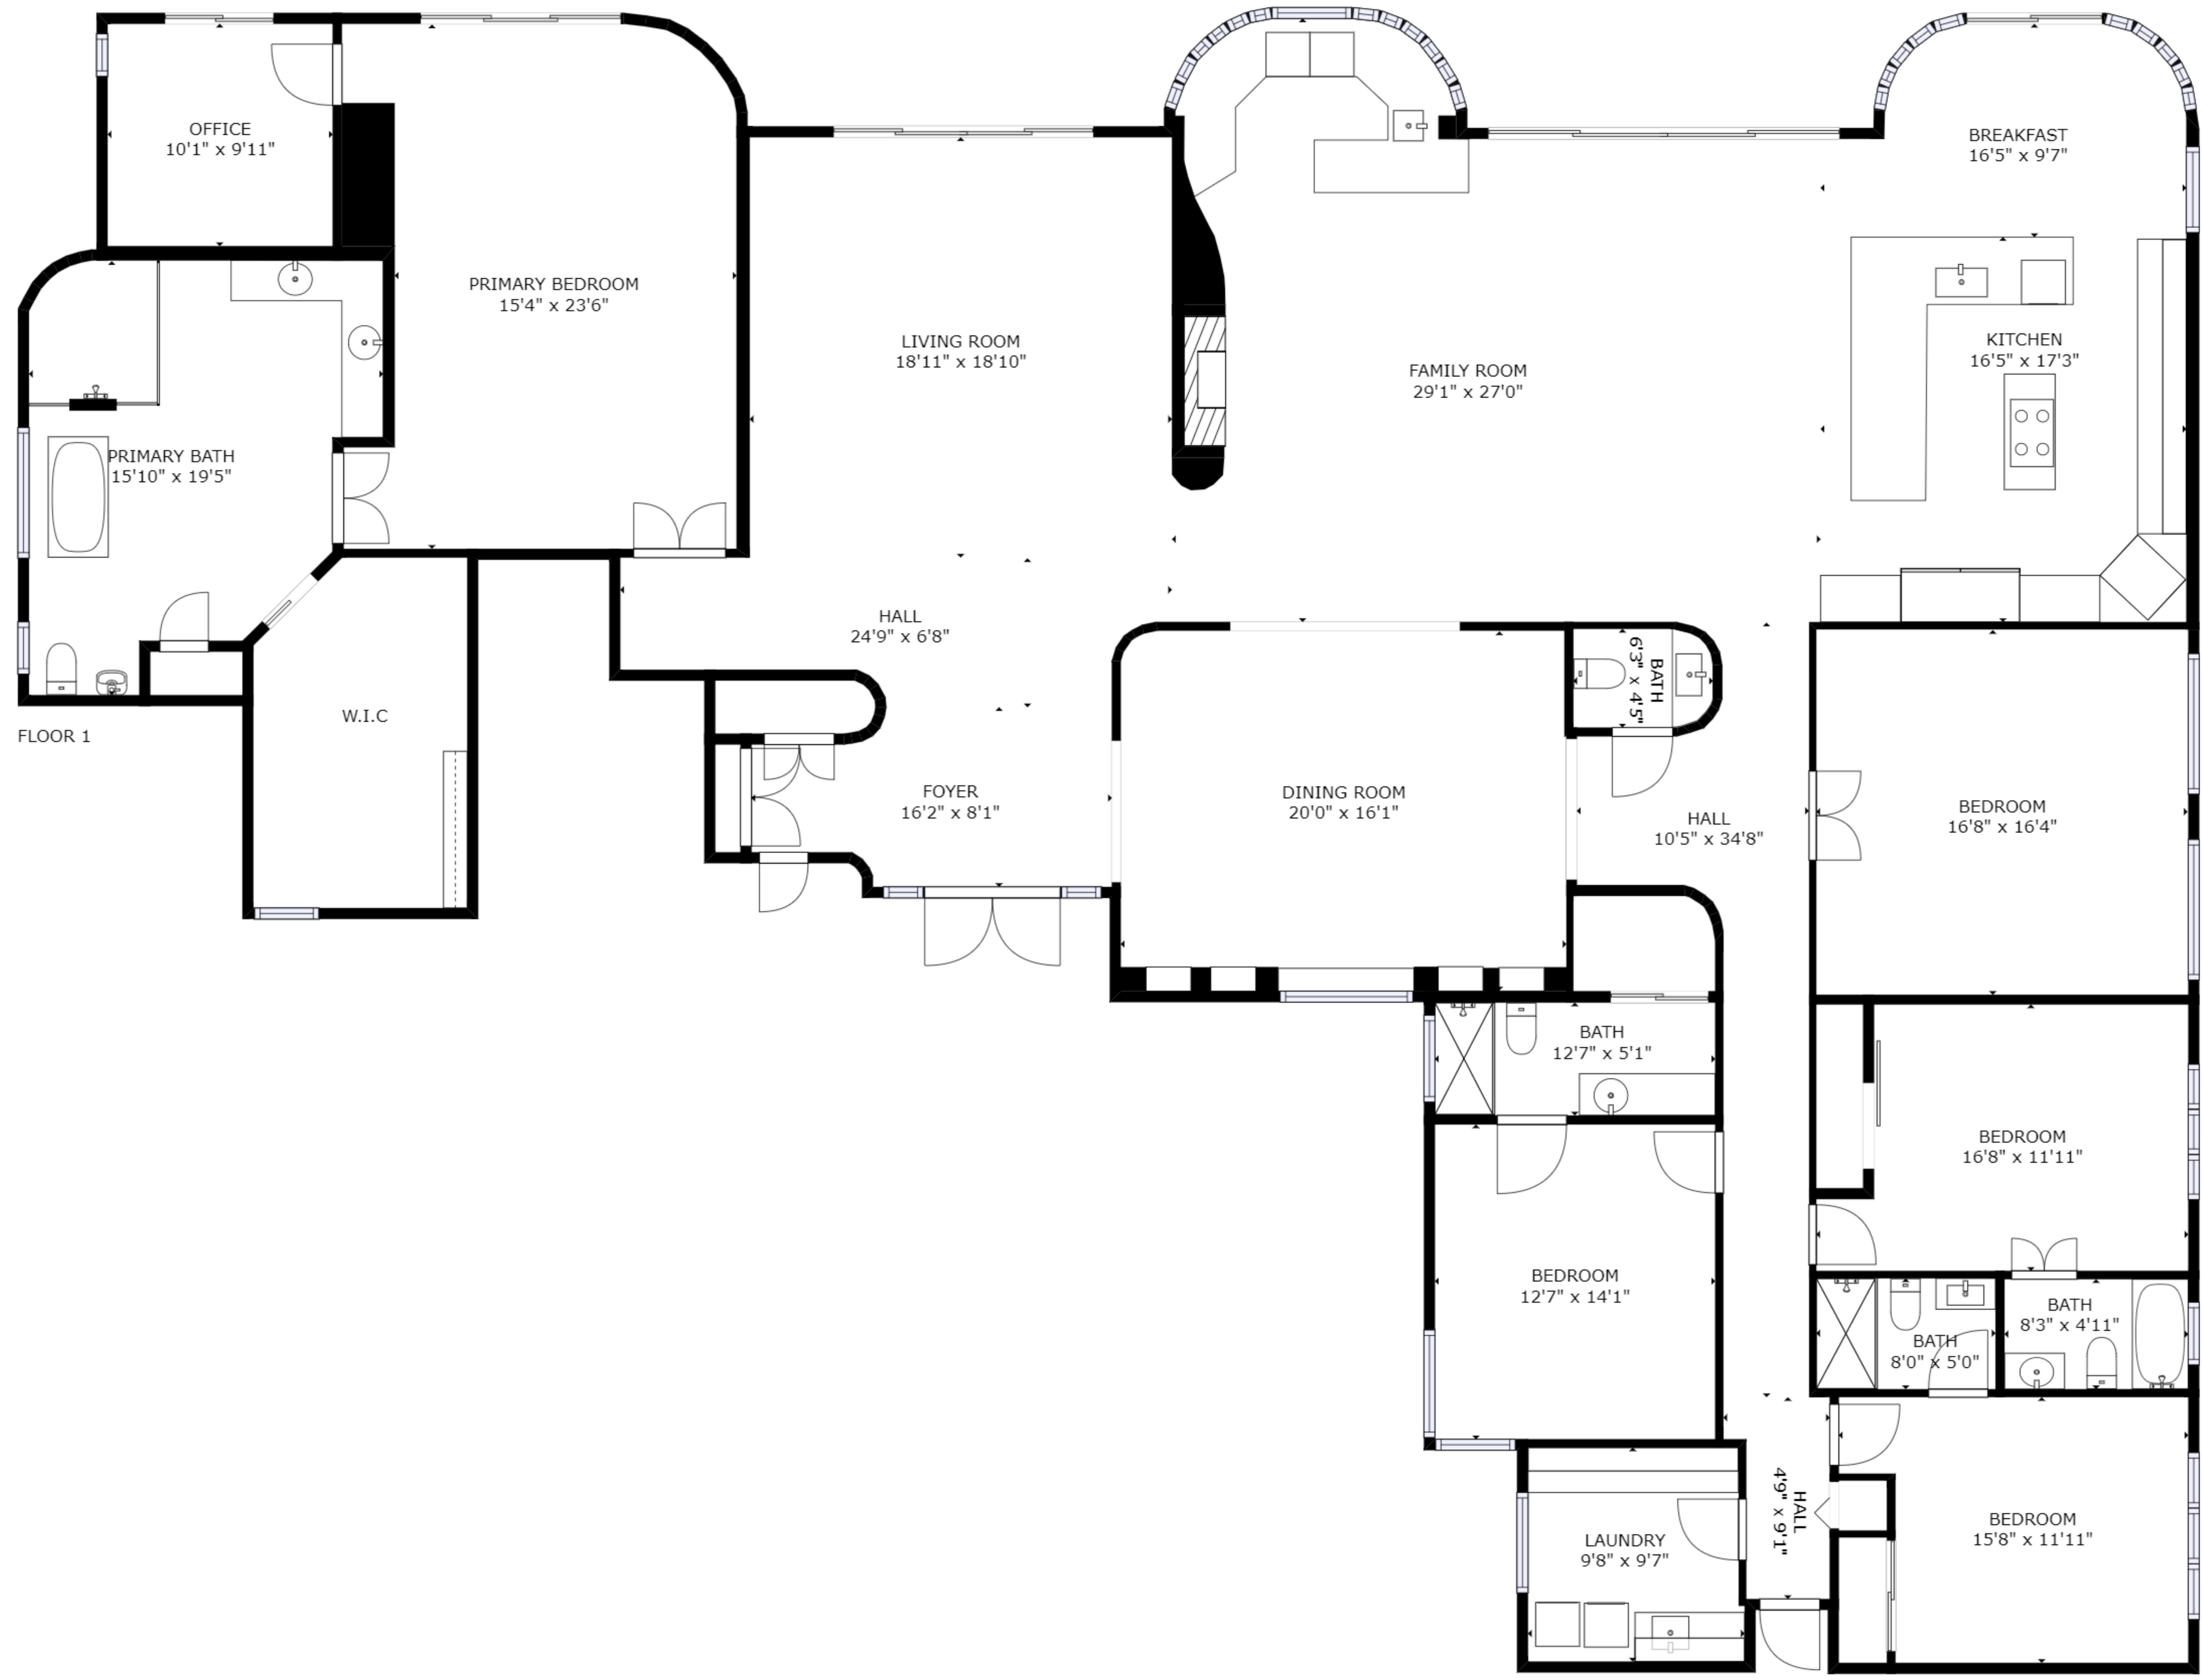 OFFICE
10'1" x 9'11"
BREAKFAST
16'5" x 9'7"
PRIMARY BEDROOM
15'4" x 23'6"
LIVING ROOM
18'11" x 18'10"
FAMILY ROOM
29'1" x 27'0"
KITCHEN
16'5" x 17'3"
PRIMARY BATH
15'10" x 19'5"
HALL
24'9" x 6'8"
BATH
6'3" x 4'5"
W.I.C
FLOOR 1
FOYER
16'2" x 8'1"
DINING ROOM
20'0" x 16'1"
HALL
10'5" x 34'8"
BEDROOM
16'8" x 16'4"
BATH
12'7" x 5'1"
BEDROOM
16'8" x 11'11"
BEDROOM
12'7" x 14'1"
BATH
8'3" x 4'11"
BATH
8'0" x 5'0"
HALL
4'9" x 9'1"
LAUNDRY
9'8" x 9'7"
BEDROOM
15'8" x 11'11"